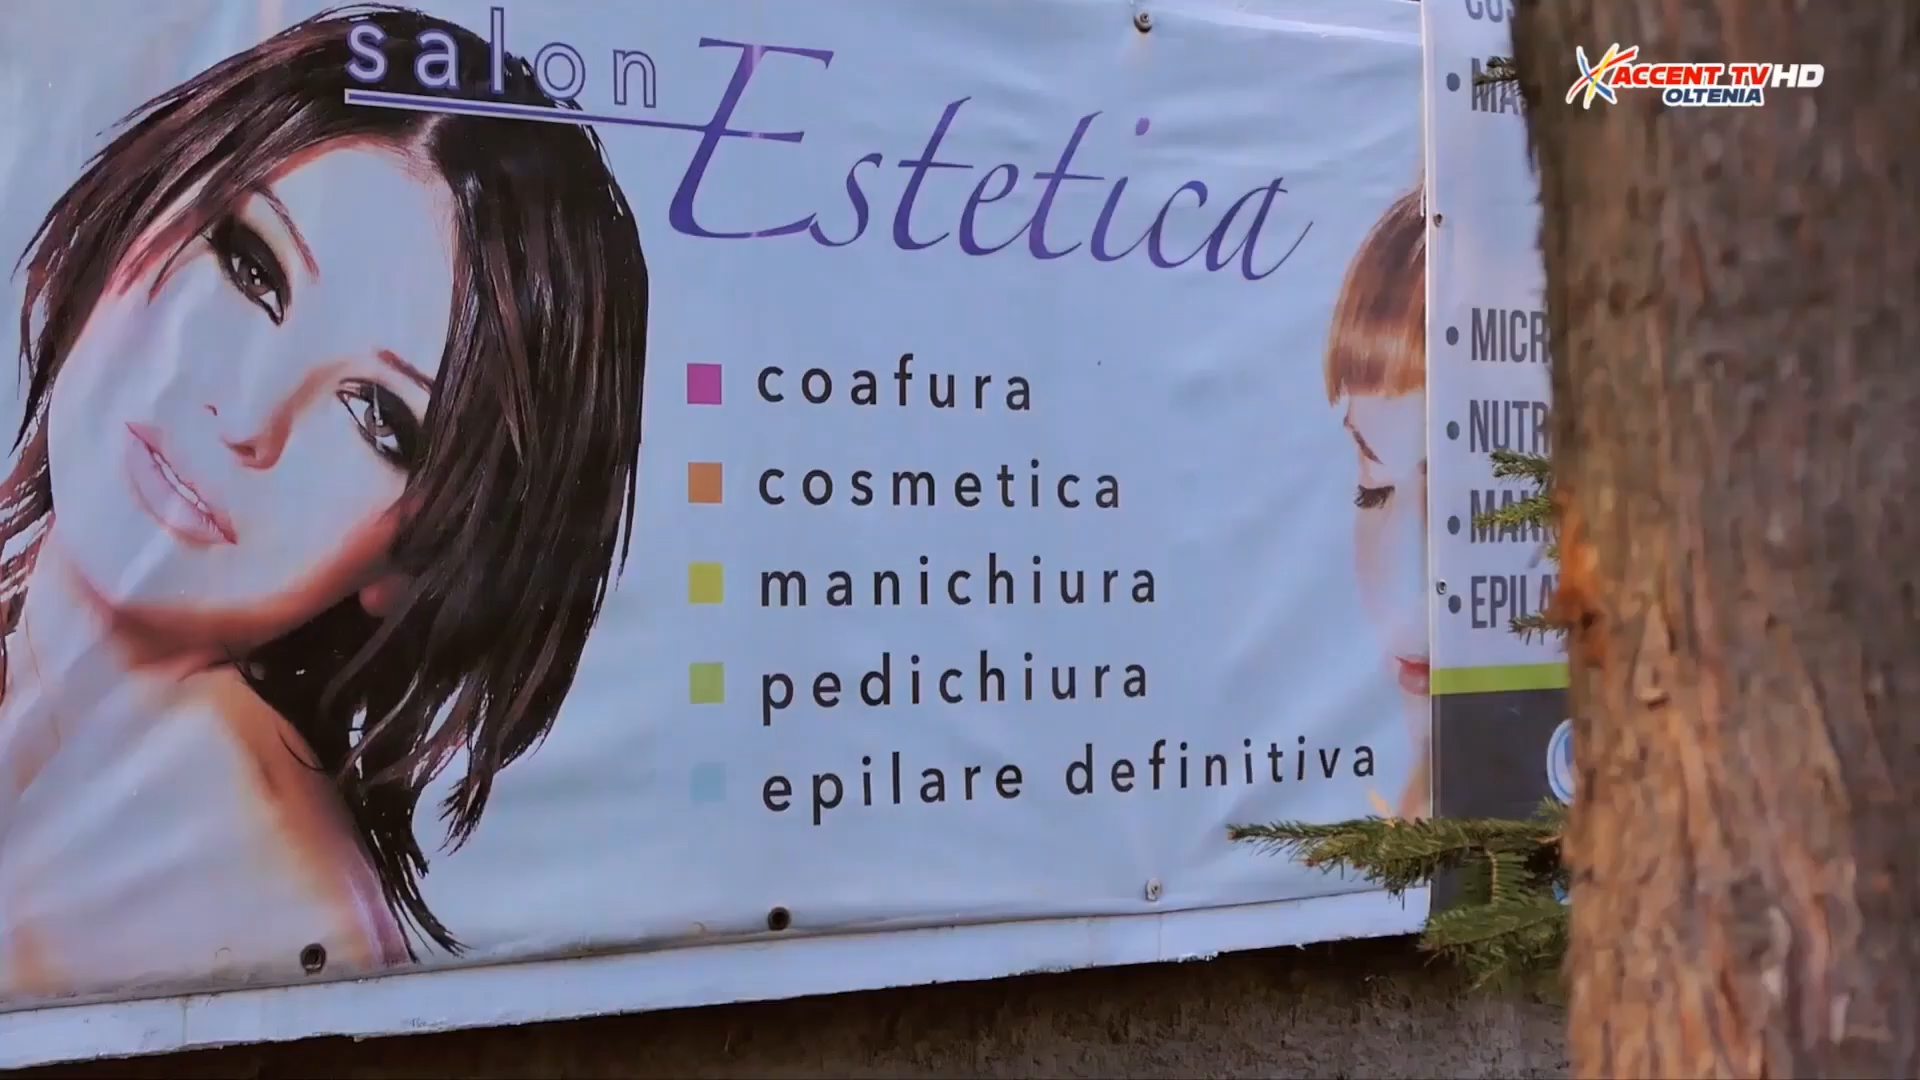 salon
Estetica
coafura
cosmetica
manichiura
pedichiura
epilare definitiva
ACCENT TV HD
OLTENIA